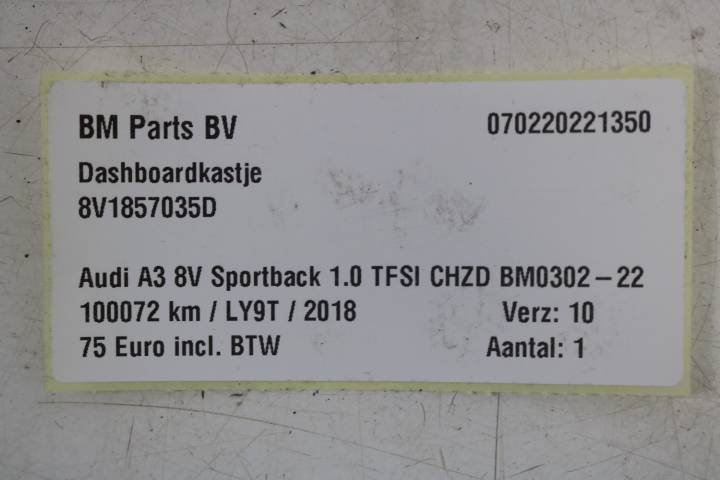 BM Parts BV 070220221350
Dashboardkastje
8V1857035D
Audi A3 8V Sportback 1.0 TFSI CHZD BM0302-22
100072 km / LY9T / 2018 Verz: 10
75 Euro incl. BTW Aantal: 1